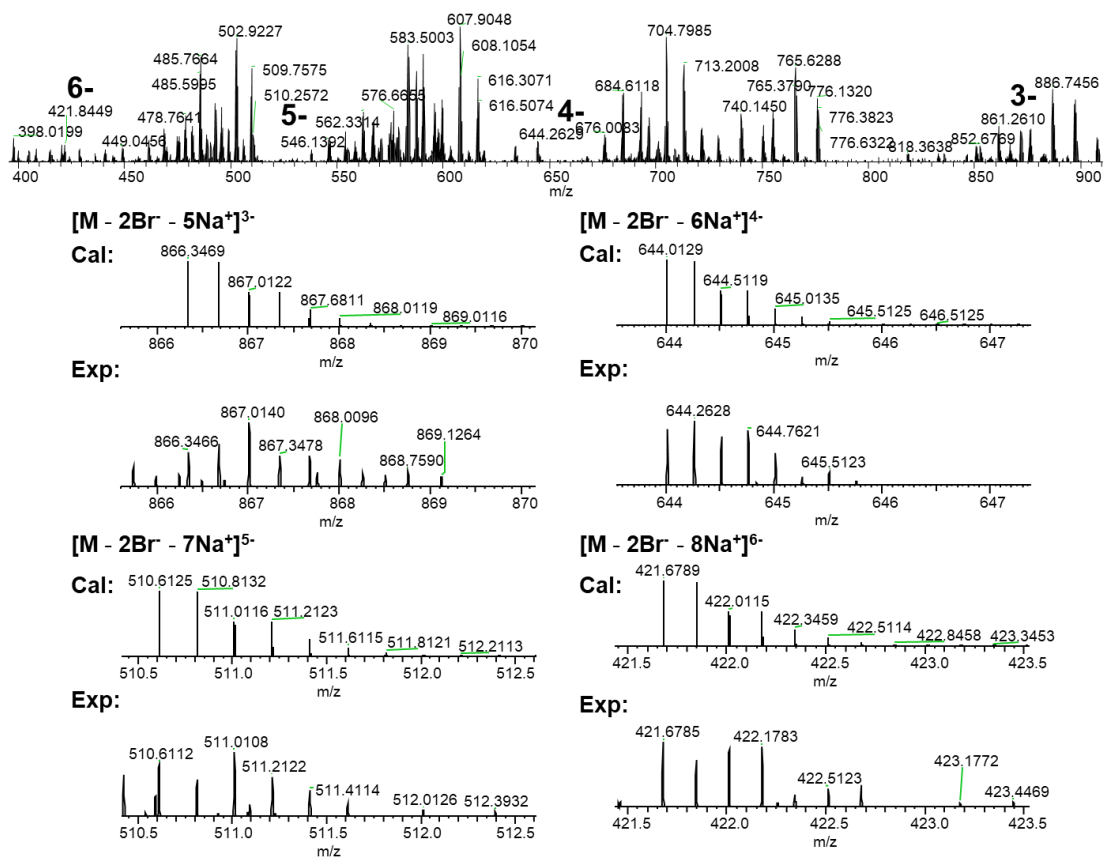 607.9048
502.9227
583.5003
704.7985
608.1054
485.7664
765.6288
886.7456
509.7575
713.2008
616.3071
765.3790
776.1320
6-
485.5995
510.2572
576.6655
684.6118
3-
421.8449
5-
616.5074
4-
740.1450
776.3823
861.2610
478.7641
562.3314
676.0083
398.0199
449.0456
546.1392
644.2629
776.6322
818.3638
852.6769
400 450 500 550 600 650 700 750 800 850 900
m/z
[M - 2Br⁻ - 5Na⁺]³⁻
Cal:
866.3469
867.0122
867.6811
868.0119
869.0116
866 867 868 869 870
m/z
Exp:
867.0140
868.0096
866.3466
867.3478
869.1264
868.7590
866 867 868 869 870
m/z
[M - 2Br⁻ - 6Na⁺]⁴⁻
Cal:
644.0129
644.5119
645.0135
645.5125
646.5125
644 645 646 647
m/z
Exp:
644.2628
644.7621
645.5123
644 645 646 647
m/z
[M - 2Br⁻ - 7Na⁺]⁵⁻
Cal:
510.6125
510.8132
511.0116
511.2123
511.6115
511.8121
512.2113
510.5 511.0 511.5 512.0 512.5
m/z
Exp:
510.6112
511.0108
511.2122
511.4114
512.0126
512.3932
510.5 511.0 511.5 512.0 512.5
m/z
[M - 2Br⁻ - 8Na⁺]⁶⁻
Cal:
421.6789
422.0115
422.3459
422.5114
422.8458
423.3453
421.5 422.0 422.5 423.0 423.5
m/z
Exp:
421.6785
422.1783
423.1772
422.5123
423.4469
421.5 422.0 422.5 423.0 423.5
m/z